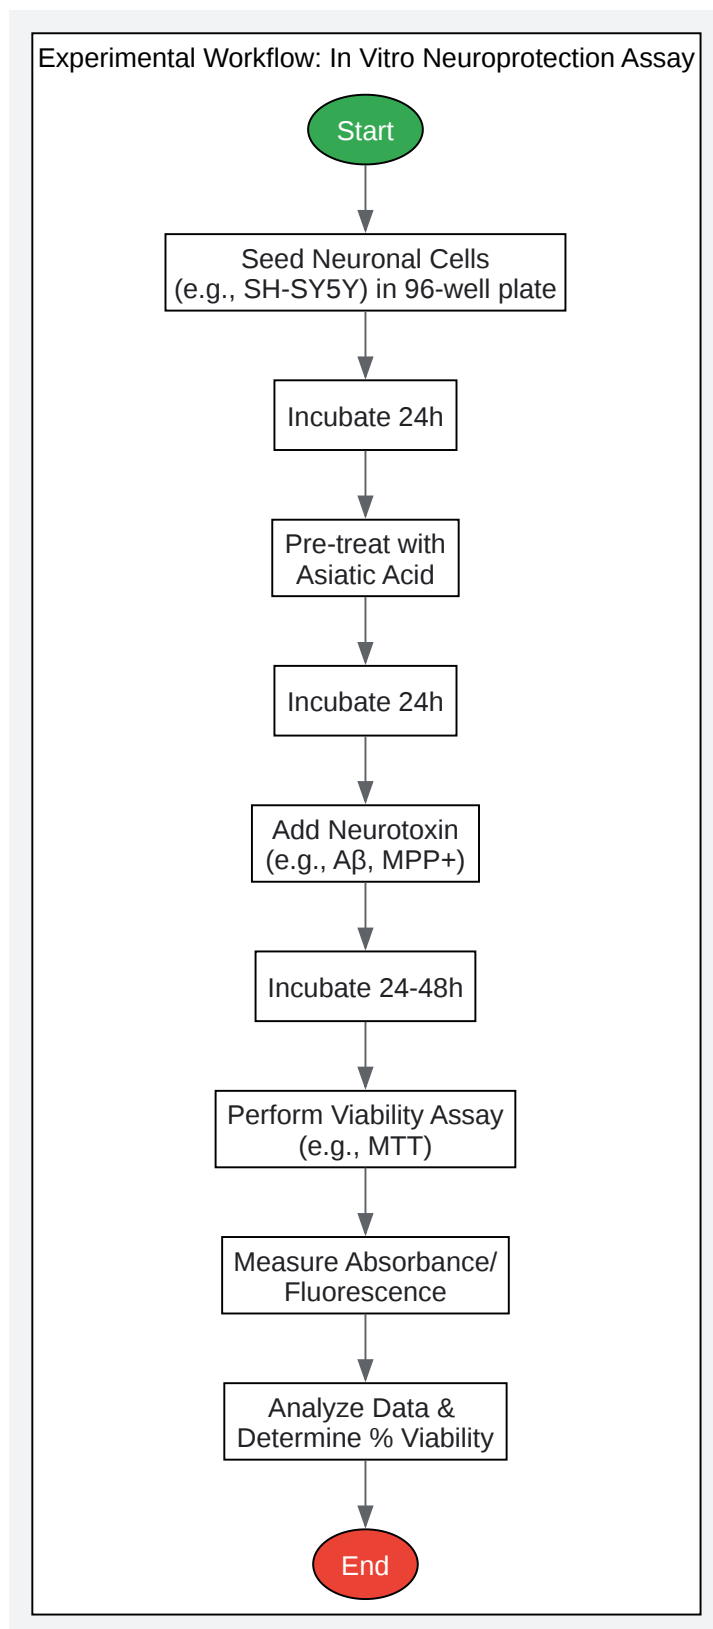 Experimental Workflow: In Vitro Neuroprotection Assay
Start
Seed Neuronal Cells
(e.g., SH-SY5Y) in 96-well plate
Incubate 24h
Pre-treat with
Asiatic Acid
Incubate 24h
Add Neurotoxin
(e.g., Aβ, MPP+)
Incubate 24-48h
Perform Viability Assay
(e.g., MTT)
Measure Absorbance/
Fluorescence
Analyze Data &
Determine % Viability
End